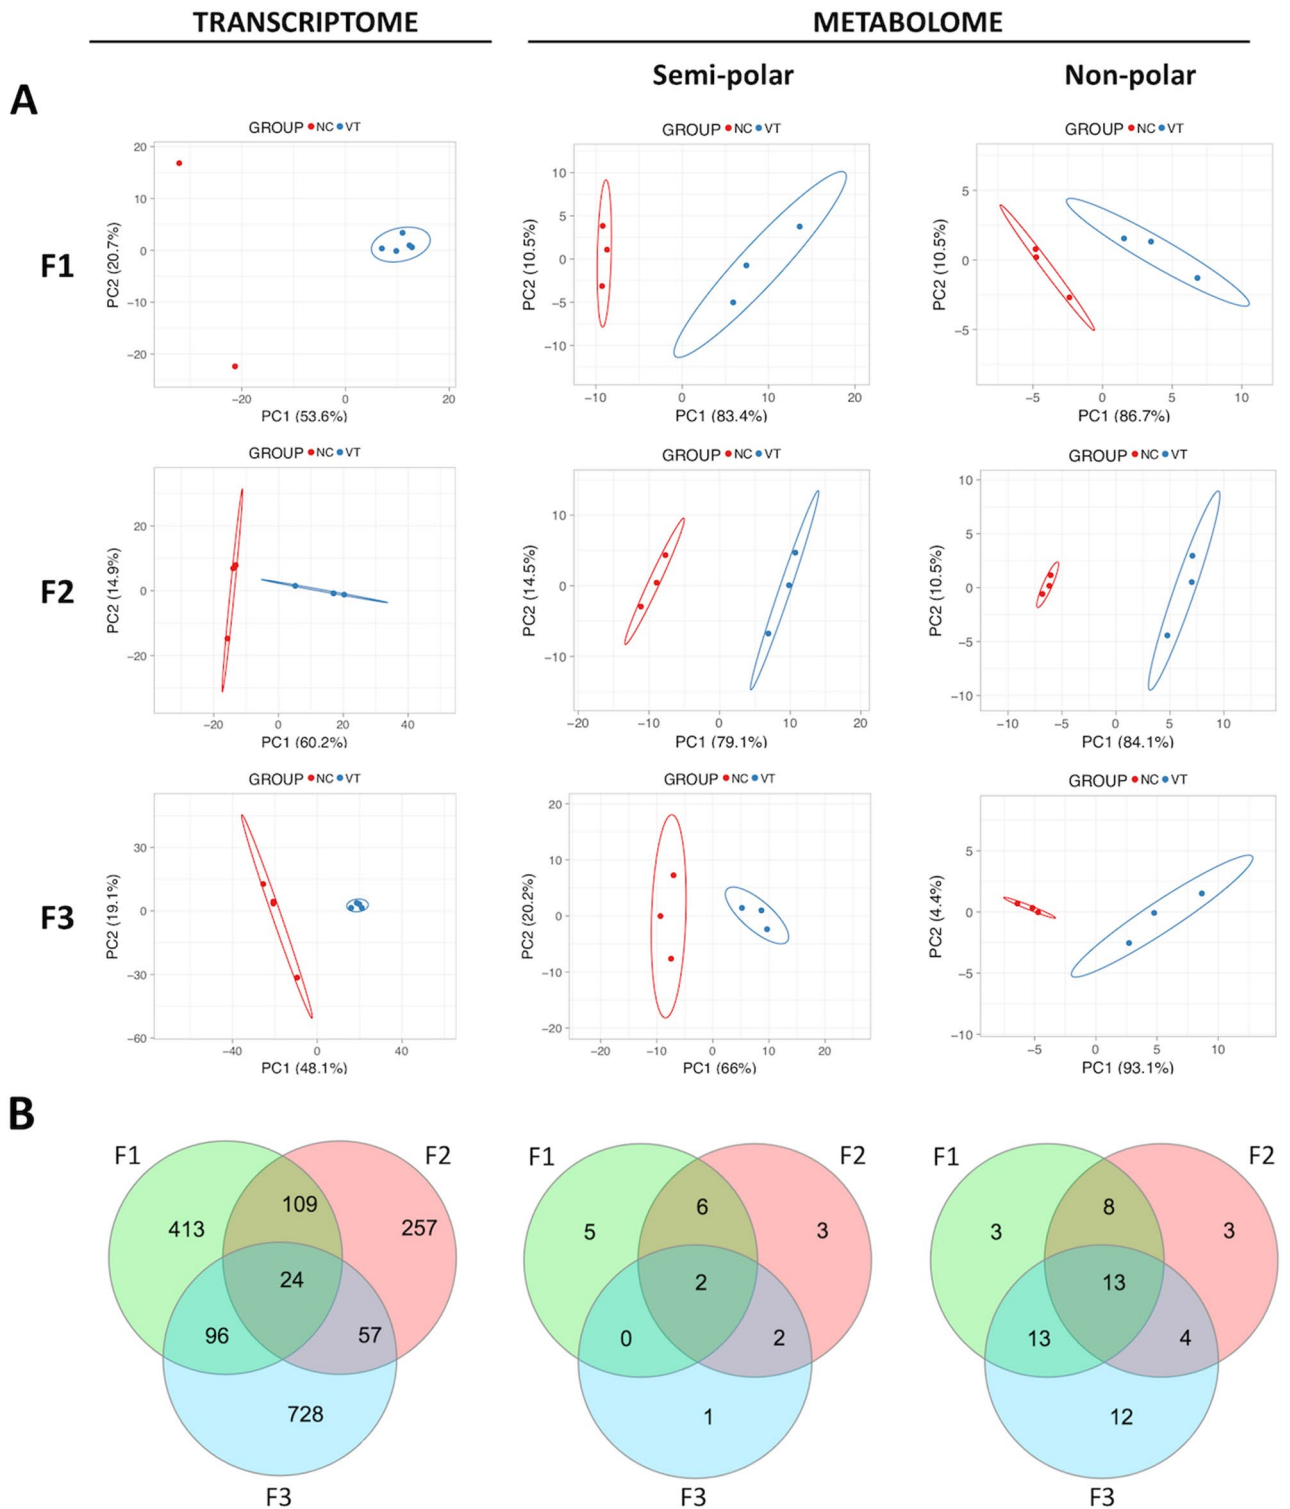 TRANSCRIPTOME METABOLOME
Semi-polar Non-polar
A
GROUP NC VT GROUP NC VT GROUP NC VT
F1
20
10
0
−10
−20
PC2 (20.7%)
−20 0 20
PC1 (53.6%)
10
5
0
−5
−10
PC2 (10.5%)
−10 0 10 20
PC1 (83.4%)
5
0
−5
PC2 (10.5%)
−5 0 5 10
PC1 (86.7%)
GROUP NC VT GROUP NC VT GROUP NC VT
F2
20
0
−20
PC2 (14.9%)
−20 0 20 40
PC1 (60.2%)
10
0
−10
PC2 (14.5%)
−20 −10 0 10 20
PC1 (79.1%)
10
5
0
−5
−10
PC2 (10.5%)
−10 −5 0 5 10
PC1 (84.1%)
GROUP NC VT GROUP NC VT GROUP NC VT
F3
30
0
−30
−60
PC2 (19.1%)
−40 0 40
PC1 (48.1%)
20
10
0
−10
−20
PC2 (20.2%)
−20 −10 0 10 20
PC1 (66%)
5
0
−5
−10
PC2 (4.4%)
−5 0 5 10
PC1 (93.1%)
B
F1 F2
109
413 257
24
96 57
728
F3
F1 F2
6
5 3
2
0 2
1
F3
F1 F2
8
3 3
13
13 4
12
F3